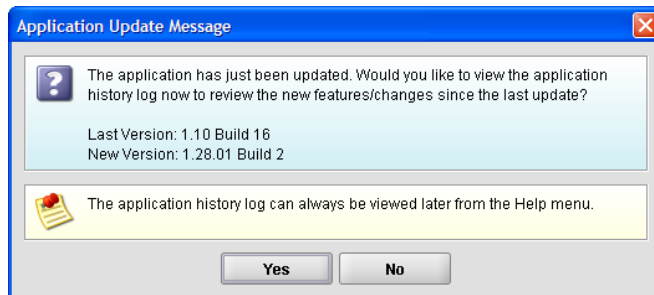 Application Update Message
The application has just been updated. Would you like to view the application
history log now to review the new features/changes since the last update?
Last Version: 1.10 Build 16
New Version: 1.28.01 Build 2
The application history log can always be viewed later from the Help menu.
Yes
No